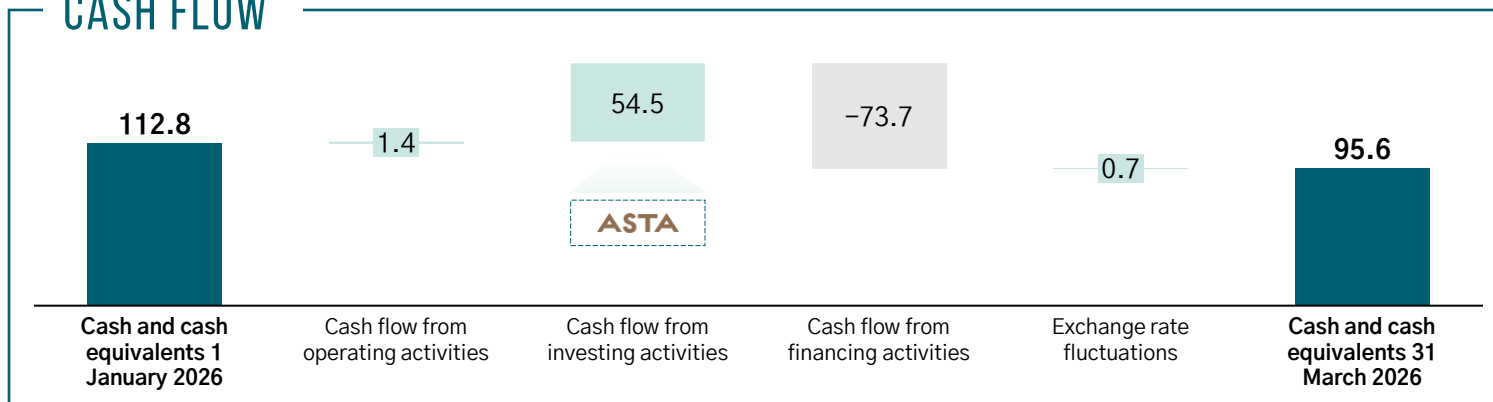 CASH FLOW
112.8
1.4
54.5
ASTA
-73.7
0.7
95.6
Cash and cash
equivalents 1
January 2026
Cash flow from
operating activities
Cash flow from
investing activities
Cash flow from
financing activities
Exchange rate
fluctuations
Cash and cash
equivalents 31
March 2026